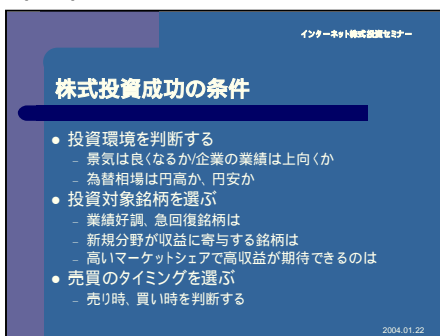 インターネット株式投資セミナー
株式投資成功の条件
● 投資環境を判断する
– 景気は良くなるか/企業の業績は上向くか
– 為替相場は円高か、円安か
● 投資対象銘柄を選ぶ
– 業績好調、急回復銘柄は
– 新規分野が収益に寄与する銘柄は
– 高いマーケットシェアで高収益が期待できるのは
● 売買のタイミングを選ぶ
– 売り時、買い時を判断する
2004.01.22